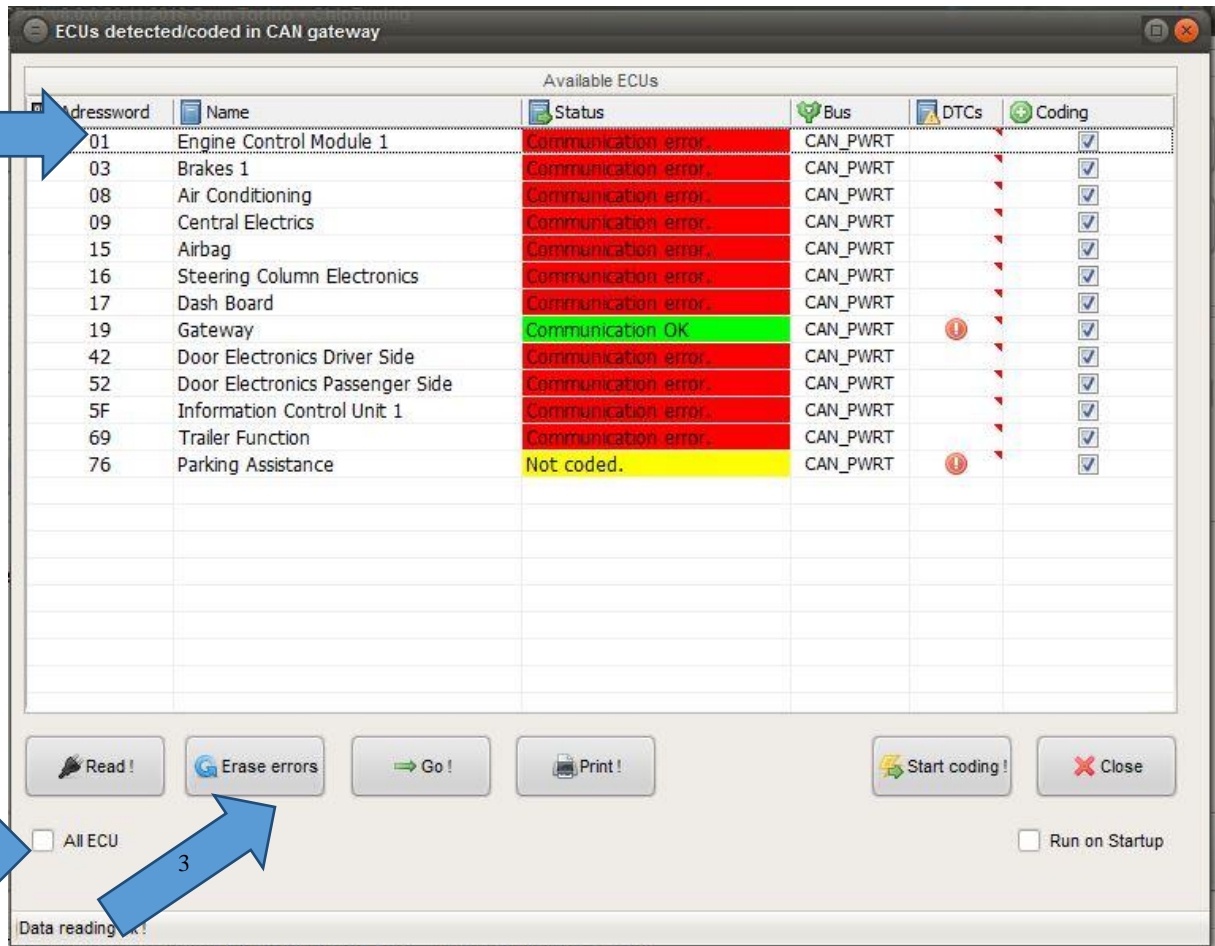 ECUs detected/coded in CAN gateway
Available ECUs
Adressword Name Status Bus DTCs Coding
01 Engine Control Module 1 Communication error. CAN_PWRT
03 Brakes 1 Communication error. CAN_PWRT
08 Air Conditioning Communication error. CAN_PWRT
09 Central Electrics Communication error. CAN_PWRT
15 Airbag Communication error. CAN_PWRT
16 Steering Column Electronics Communication error. CAN_PWRT
17 Dash Board Communication error. CAN_PWRT
19 Gateway Communication OK CAN_PWRT
42 Door Electronics Driver Side Communication error. CAN_PWRT
52 Door Electronics Passenger Side Communication error. CAN_PWRT
5F Information Control Unit 1 Communication error. CAN_PWRT
69 Trailer Function Communication error. CAN_PWRT
76 Parking Assistance Not coded. CAN_PWRT
Read ! Erase errors Go ! Print ! Start coding ! Close
All ECU Run on Startup
3
Data reading !